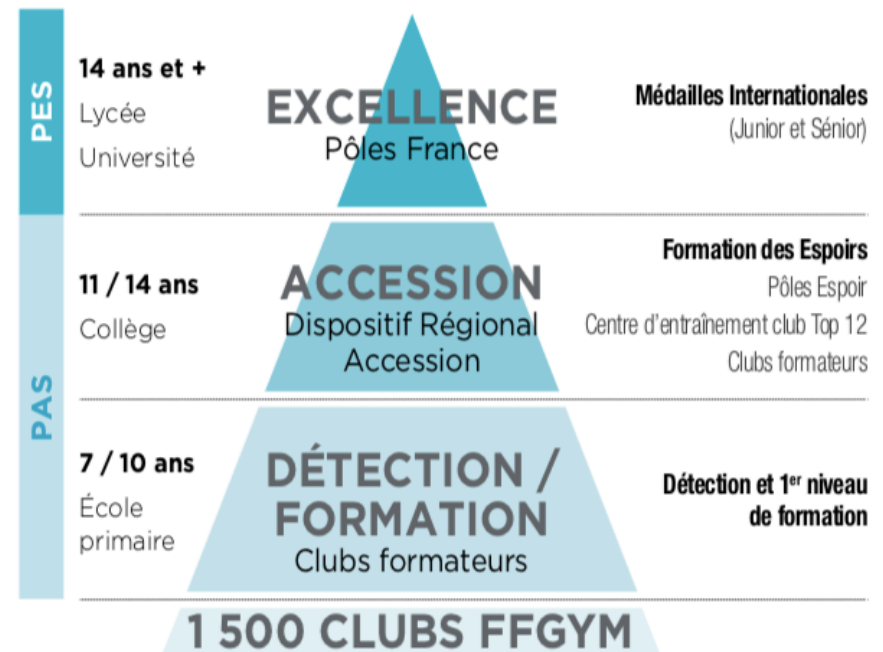 PES
14 ans et +
Lycée
Université
EXCELLENCE
Pôles France
Médailles Internationales
(Junior et Sénior)
PAS
11 / 14 ans
Collège
ACCESSION
Dispositif Régional
Accession
Formation des Espoirs
Pôles Espoir
Centre d'entraînement club Top 12
Clubs formateurs
7 / 10 ans
École
primaire
DÉTECTION /
FORMATION
Clubs formateurs
Détection et 1er niveau
de formation
1 500 CLUBS FFGYM